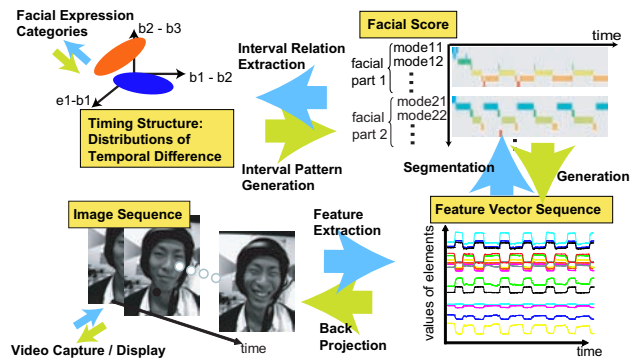 Facial Expression
Categories
b2 - b3
b1 - b2
e1-b1
Timing Structure:
Distributions of
Temporal Difference
Interval Relation
Extraction
Interval Pattern
Generation
Facial Score
time
facial
part 1
mode11
mode12
facial
part 2
mode21
mode22
Segmentation
Generation
Image Sequence
Feature
Extraction
Back
Projection
time
Video Capture / Display
Feature Vector Sequence
values of elements
time